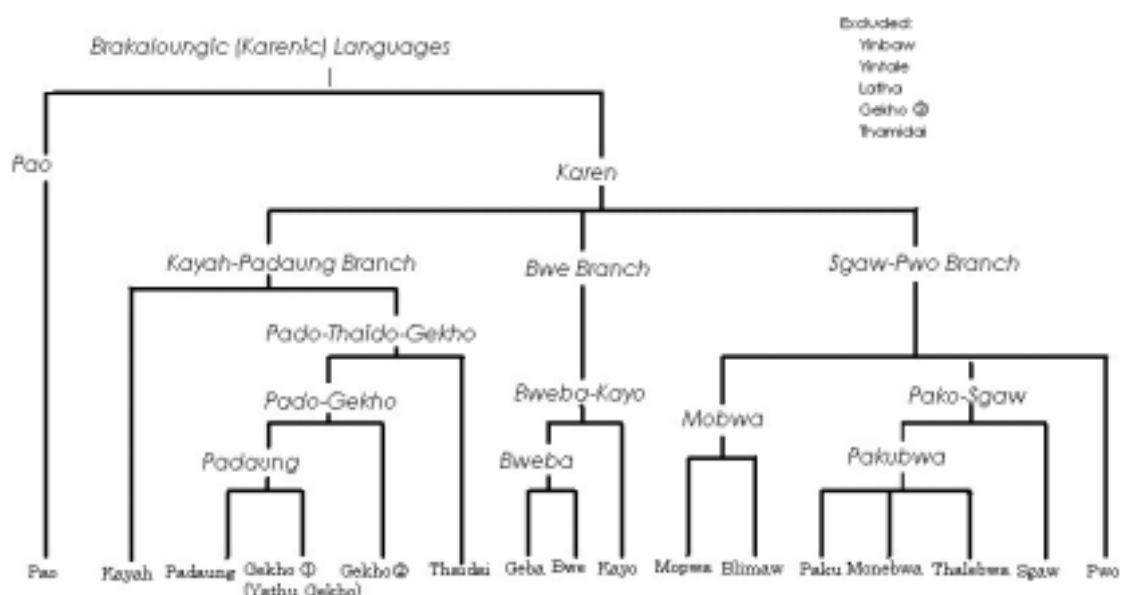 Brakaloungic (Karenic) Languages
Excluded:
Yinbaw
Yintale
Latha
Gekho ②
Thamidai
Pao
Karen
Kayah-Padaung Branch
Bwe Branch
Sgaw-Pwo Branch
Pado-Thaido-Gekho
Pado-Gekho
Bweba-Kayo
Mobwa
Pako-Sgaw
Padaung
Bweba
Pakubwa
Pao Kayah Padaung Gekho ① Gekho ② Thaidai Geba Bwe Kayo Mopwa Blimaw Paku Monebwa Thalebwa Sgaw Pwo
(Yathu Gekho)